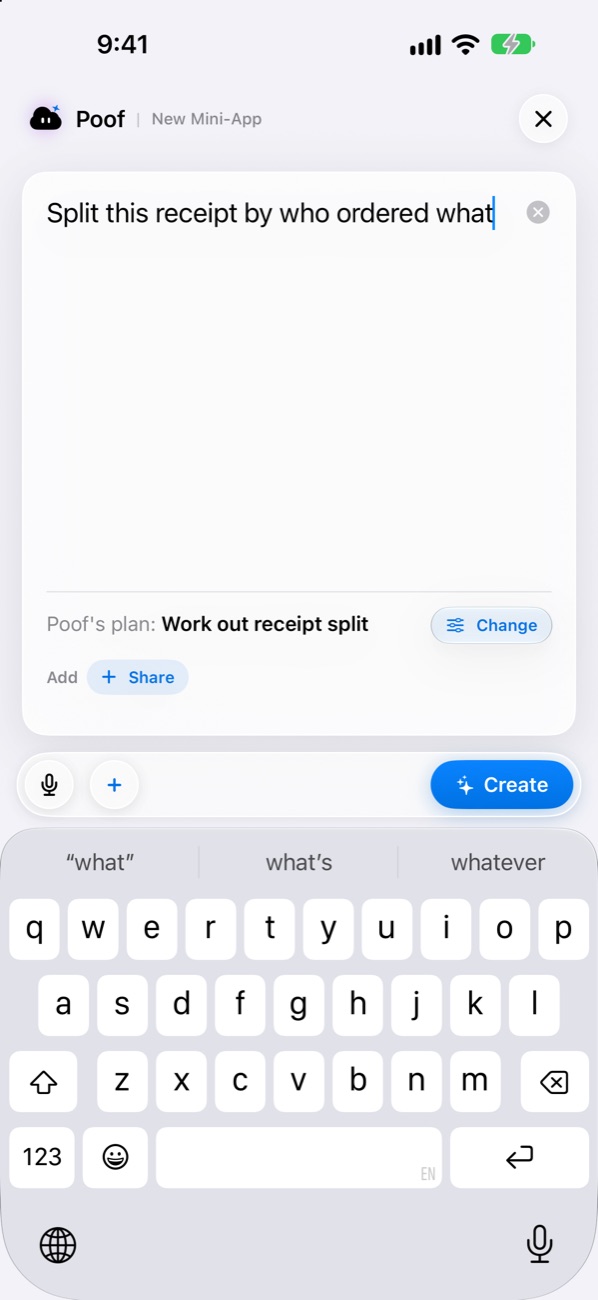 9:41
Poof | New Mini-App
Split this receipt by who ordered what
Poof's plan: Work out receipt split
Change
Add + Share
+ Create
“what” what’s whatever
q w e r t y u i o p
a s d f g h j k l
z x c v b n m
123
EN